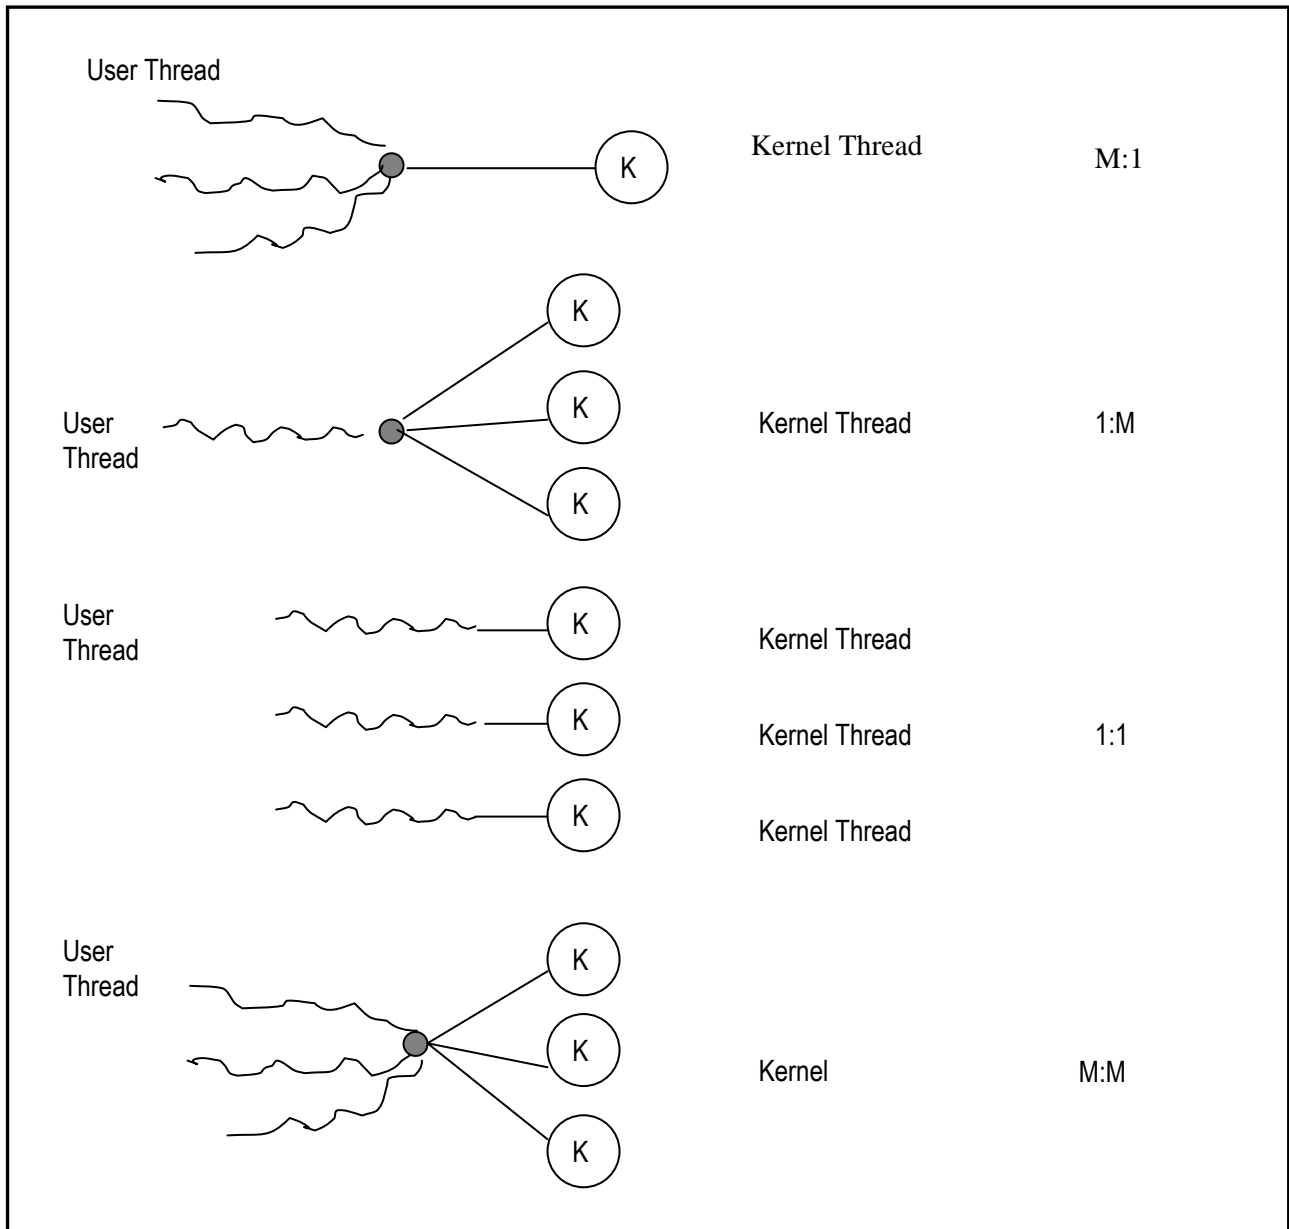 User Thread
K
Kernel Thread
M:1
K
K
User
Thread
Kernel Thread
1:M
K
User
Thread
K
Kernel Thread
K
Kernel Thread
1:1
K
Kernel Thread
User
Thread
K
K
Kernel
M:M
K